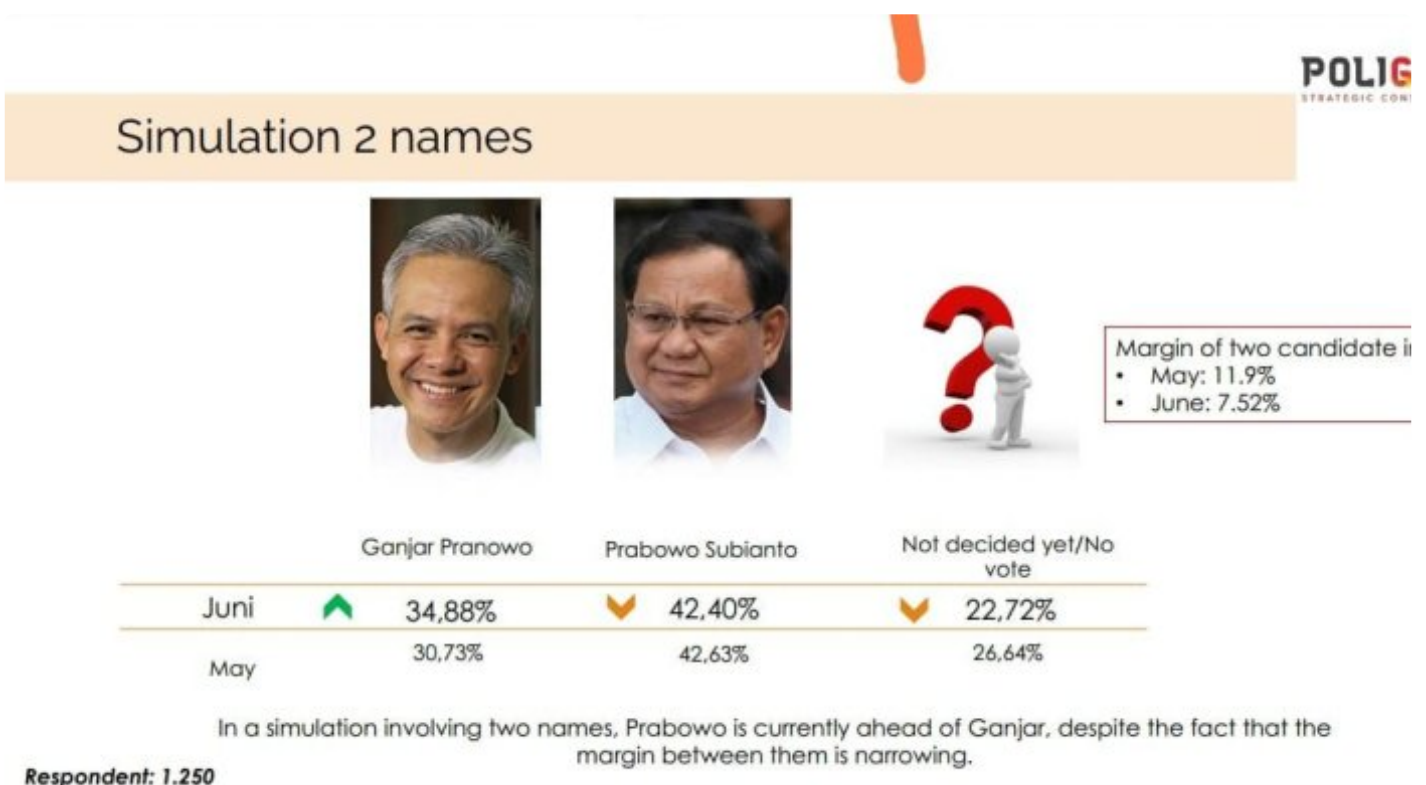 POLIG
STRATEGIC CON
Simulation 2 names
Margin of two candidate
• May: 11.9%
• June: 7.52%
Ganjar Pranowo
Prabowo Subianto
Not decided yet/No
vote
Juni 34,88% 42,40% 22,72%
May 30,73% 42,63% 26,64%
In a simulation involving two names, Prabowo is currently ahead of Ganjar, despite the fact that the
margin between them is narrowing.
Respondent: 1.250